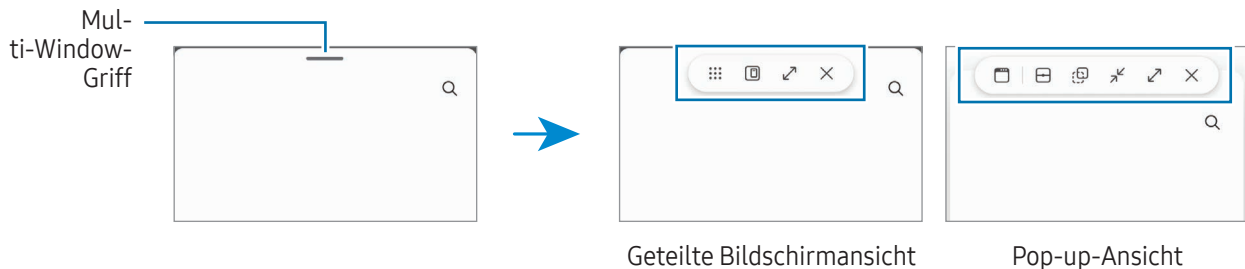 Mul-
ti-Window-
Griff
Geteilte Bildschirmansicht
Pop-up-Ansicht